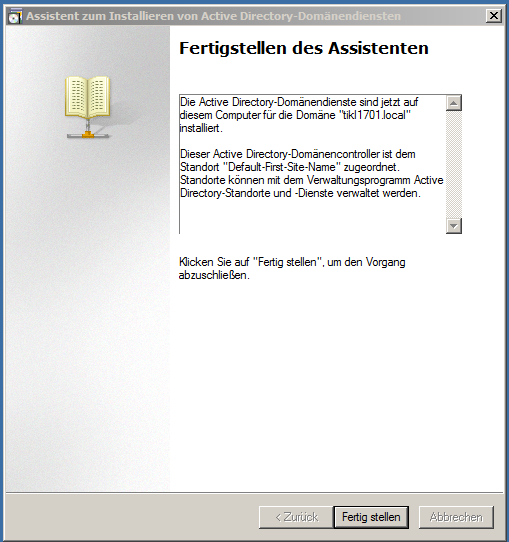 Assistent zum Installieren von Active Directory-Domänendiensten
Fertigstellen des Assistenten
Die Active Directory-Domänendienste sind jetzt auf
diesem Computer für die Domäne "tikl1701.local"
installiert.
Dieser Active Directory-Domänencontroller ist dem
Standort "Default-First-Site-Name" zugeordnet.
Standorte können mit dem Verwaltungsprogramm Active
Directory-Standorte und -Dienste verwaltet werden.
Klicken Sie auf "Fertig stellen", um den Vorgang
abzuschließen.
< Zurück Fertig stellen Abbrechen